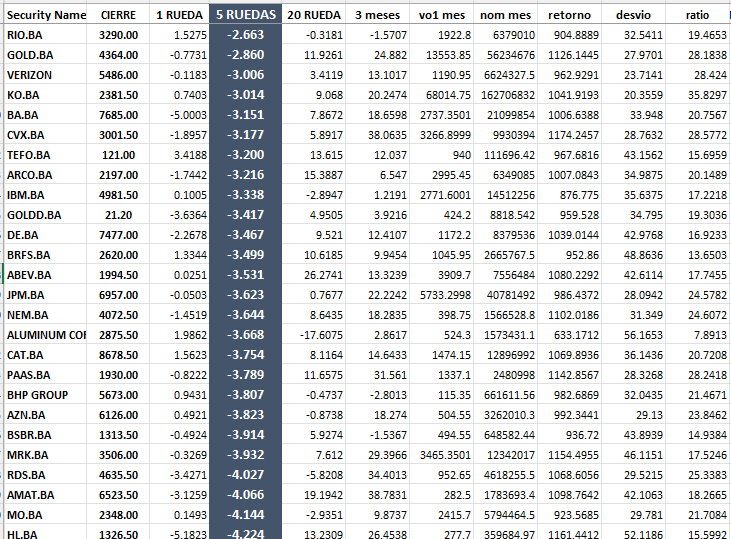 Security Name CIERRE 1 RUEDA 5 RUEDAS 20 RUEDA 3 meses vo1 mes nom mes retorno desvio ratio
RIO.BA 3290.00 1.5275 -2.663 -0.3181 -1.5707 1922.8 6379010 904.8889 32.5411 19.4653
GOLD.BA 4364.00 -0.7731 -2.860 11.9261 24.882 13553.85 56234676 1126.1445 27.9701 28.1838
VERIZON 5486.00 -0.1183 -3.006 3.4119 13.1017 1190.95 6624327.5 962.9291 23.7141 28.424
KO.BA 2381.50 0.7403 -3.014 9.068 20.2474 68014.75 162706832 1041.9193 20.3559 35.8297
BA.BA 7685.00 -5.0003 -3.151 7.8672 18.6598 2737.3501 21099854 1006.6388 33.948 20.7567
CVX.BA 3001.50 -1.8957 -3.177 5.8917 38.0635 3266.8999 9930394 1174.2457 28.7632 28.5772
TEFO.BA 121.00 3.4188 -3.200 13.615 12.037 940 111696.42 967.6816 43.1562 15.6959
ARCO.BA 2197.00 -1.7442 -3.216 15.3887 6.547 2995.45 6349085 1007.0843 34.9875 20.1489
IBM.BA 4981.50 0.1005 -3.338 -2.8947 1.2191 2771.6001 14512256 876.775 35.6375 17.2218
GOLDD.BA 21.20 -3.6364 -3.417 4.9505 3.9216 424.2 8818.542 959.528 34.795 19.3036
DE.BA 7477.00 -2.2678 -3.467 9.521 12.4107 1172.2 8379536 1039.0144 42.9768 16.9233
BRFS.BA 2620.00 1.3344 -3.499 10.6185 9.9454 1045.95 2665767.5 952.86 48.8636 13.6503
ABEV.BA 1994.50 0.0251 -3.531 26.2741 13.3239 3909.7 7556484 1080.2292 42.6114 17.7455
JPM.BA 6957.00 -0.0503 -3.623 0.7677 22.2242 5733.2998 40781492 986.4372 28.0942 24.5782
NEM.BA 4072.50 -1.4519 -3.644 8.6435 18.2835 398.75 1566528.8 1102.0186 31.349 24.6072
ALUMINUM COI 2875.50 1.9862 -3.668 -17.6075 2.8617 524.3 1573431.1 633.1712 56.1653 7.8913
CAT.BA 8678.50 1.5623 -3.754 8.1164 14.6433 1474.15 12896992 1069.8936 36.1436 20.7208
PAAS.BA 1930.00 -0.8222 -3.789 11.6575 31.561 1337.1 2480998 1142.8567 28.3268 28.2418
BHP GROUP 5673.00 0.9431 -3.807 -0.4737 -2.8013 115.35 661611.56 982.6869 32.0435 21.4671
AZN.BA 6126.00 0.4921 -3.823 -0.8738 18.274 504.55 3262010.3 992.3441 29.13 23.8462
BSBR.BA 1313.50 -0.4924 -3.914 5.9274 -1.5367 494.55 648582.44 936.72 43.8939 14.9384
MRK.BA 3506.00 -0.3269 -3.932 7.612 29.3966 3465.3501 12342017 1154.4955 46.1151 17.5246
RDS.BA 4635.50 -3.4271 -4.027 -5.8208 34.4013 952.65 4618255.5 1068.6056 29.5215 25.3383
AMAT.BA 6523.50 -3.1259 -4.066 19.1942 38.7831 282.5 1783693.4 1098.7642 42.1063 18.2665
MO.BA 2348.00 0.1493 -4.144 -2.9351 9.8737 2415.7 5794464.5 923.5685 29.781 21.7084
HL.BA 1326.50 -5.1823 -4.224 13.2309 26.4538 277.7 359684.97 1161.4412 52.1186 15.5992